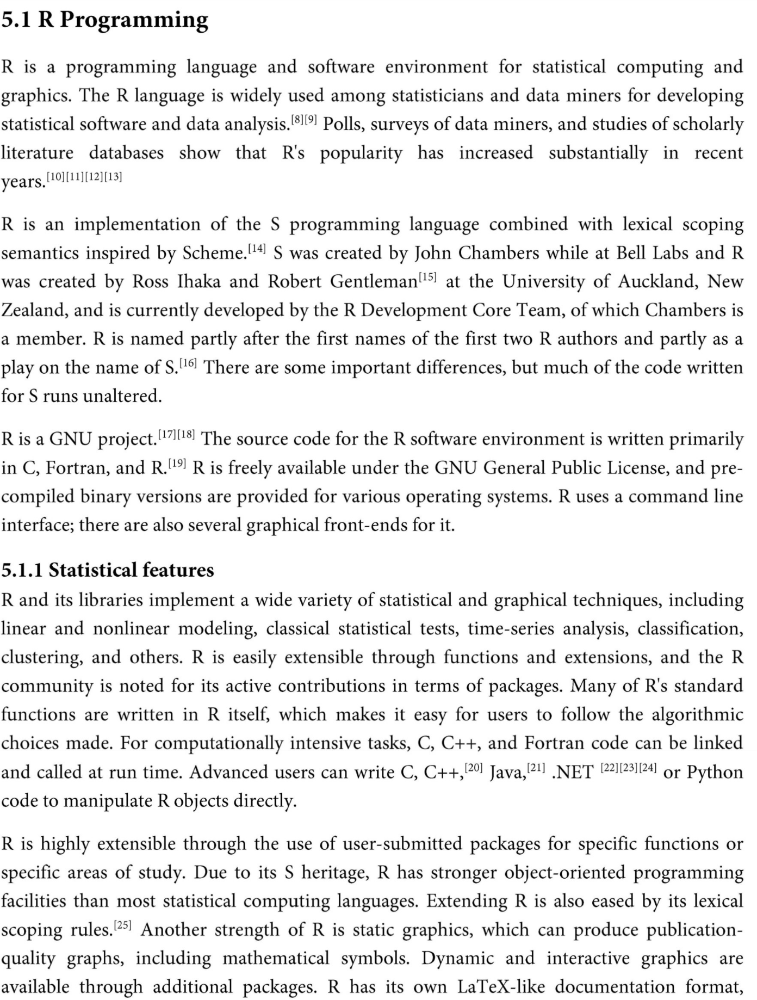 5.1 R Programming
R is a programming language and software environment for statistical computing and
graphics. The R language is widely used among statisticians and data miners for developing
statistical software and data analysis.[8][9] Polls, surveys of data miners, and studies of scholarly
literature databases show that R's popularity has increased substantially in recent
years.[10][11][12][13]
R is an implementation of the S programming language combined with lexical scoping
semantics inspired by Scheme.[14] S was created by John Chambers while at Bell Labs and R
was created by Ross Ihaka and Robert Gentleman[15] at the University of Auckland, New
Zealand, and is currently developed by the R Development Core Team, of which Chambers is
a member. R is named partly after the first names of the first two R authors and partly as a
play on the name of S.[16] There are some important differences, but much of the code written
for S runs unaltered.
R is a GNU project.[17][18] The source code for the R software environment is written primarily
in C, Fortran, and R.[19] R is freely available under the GNU General Public License, and pre-
compiled binary versions are provided for various operating systems. R uses a command line
interface; there are also several graphical front-ends for it.
5.1.1 Statistical features
R and its libraries implement a wide variety of statistical and graphical techniques, including
linear and nonlinear modeling, classical statistical tests, time-series analysis, classification,
clustering, and others. R is easily extensible through functions and extensions, and the R
community is noted for its active contributions in terms of packages. Many of R's standard
functions are written in R itself, which makes it easy for users to follow the algorithmic
choices made. For computationally intensive tasks, C, C++, and Fortran code can be linked
and called at run time. Advanced users can write C, C++,[20] Java,[21] .NET [22][23][24] or Python
code to manipulate R objects directly.
R is highly extensible through the use of user-submitted packages for specific functions or
specific areas of study. Due to its S heritage, R has stronger object-oriented programming
facilities than most statistical computing languages. Extending R is also eased by its lexical
scoping rules.[25] Another strength of R is static graphics, which can produce publication-
quality graphs, including mathematical symbols. Dynamic and interactive graphics are
available through additional packages. R has its own LaTeX-like documentation format,